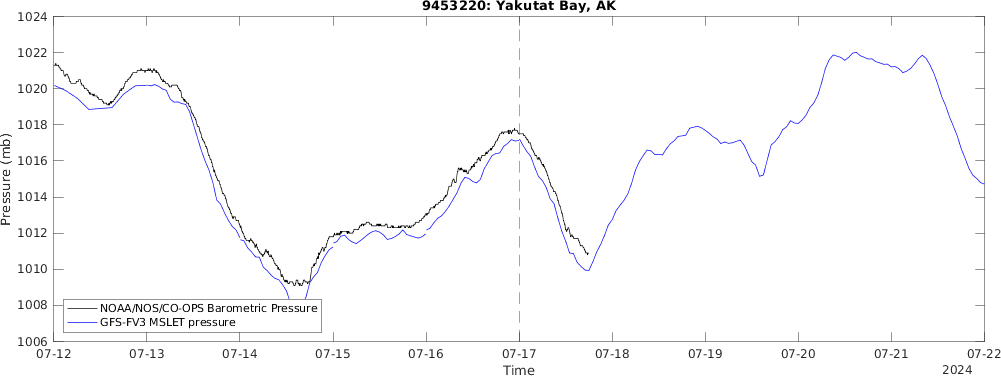 9453220: Yakutat Bay, AK
1024
1022
1020
1018
1016
1014
1012
1010
1008
1006
Pressure (mb)
NOAA/NOS/CO-OPS Barometric Pressure
GFS-FV3 MSLET pressure
07-12 07-13 07-14 07-15 07-16 07-17 07-18 07-19 07-20 07-21 07-22
Time
2024